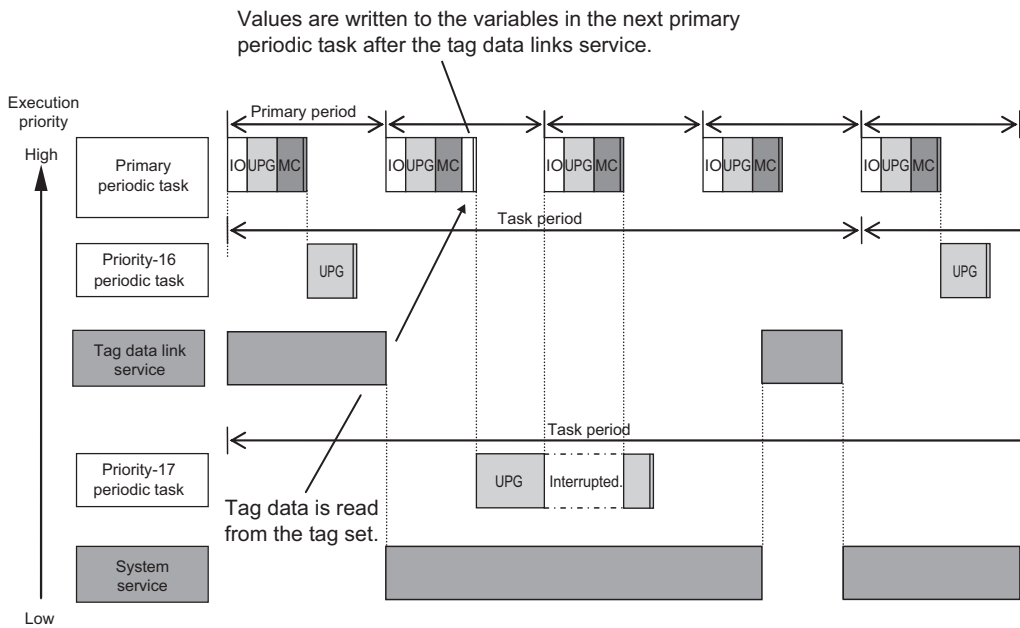 Values are written to the variables in the next primary
periodic task after the tag data links service.
Execution
priority
High
Primary period
Primary
periodic task
IO UPG MC
IO UPG MC
IO UPG MC
IO UPG MC
IO UPG MC
Task period
Priority-16
periodic task
UPG
UPG
Tag data link
service
Task period
Priority-17
periodic task
UPG
Interrupted.
Tag data is read
from the tag set.
System
service
Low